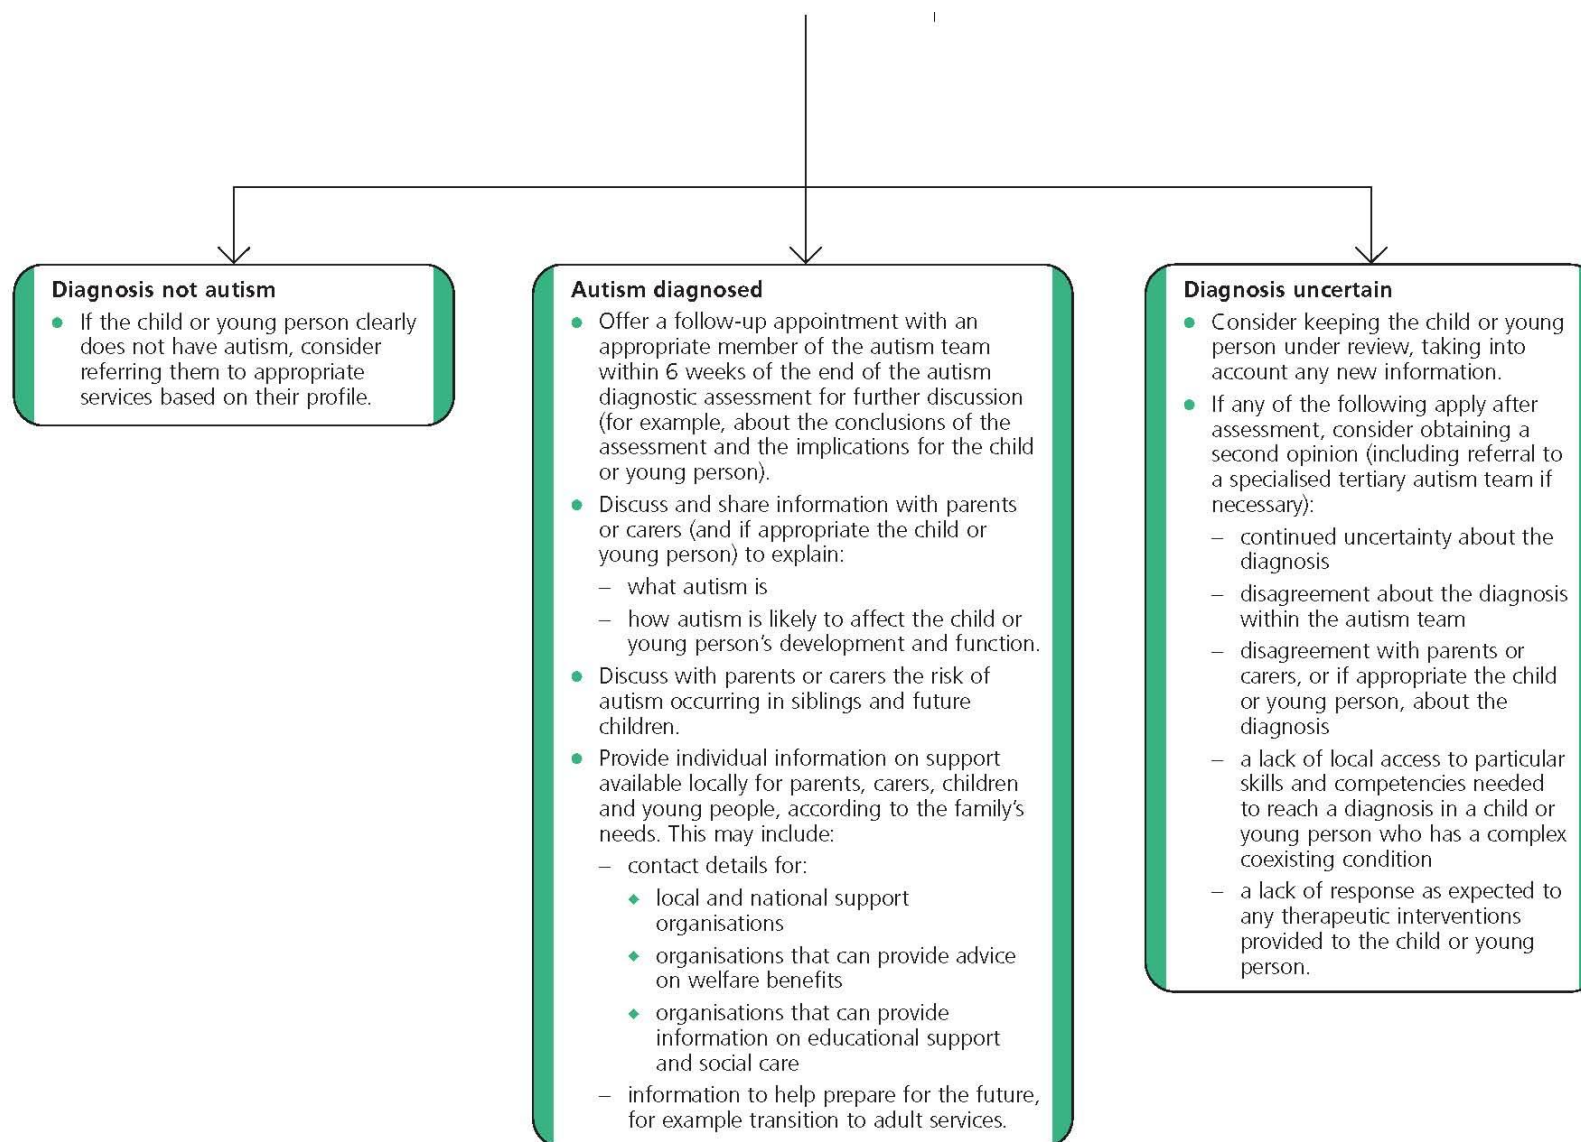 Diagnosis not autism
● If the child or young person clearly
does not have autism, consider
referring them to appropriate
services based on their profile.
Autism diagnosed
● Offer a follow-up appointment with an
appropriate member of the autism team
within 6 weeks of the end of the autism
diagnostic assessment for further discussion
(for example, about the conclusions of the
assessment and the implications for the child
or young person).
● Discuss and share information with parents
or carers (and if appropriate the child or
young person) to explain:
– what autism is
– how autism is likely to affect the child or
young person’s development and function.
● Discuss with parents or carers the risk of
autism occurring in siblings and future
children.
● Provide individual information on support
available locally for parents, carers, children
and young people, according to the family’s
needs. This may include:
– contact details for:
◆ local and national support
organisations
◆ organisations that can provide advice
on welfare benefits
◆ organisations that can provide
information on educational support
and social care
– information to help prepare for the future,
for example transition to adult services.
Diagnosis uncertain
● Consider keeping the child or young
person under review, taking into
account any new information.
● If any of the following apply after
assessment, consider obtaining a
second opinion (including referral to
a specialised tertiary autism team if
necessary):
– continued uncertainty about the
diagnosis
– disagreement about the diagnosis
within the autism team
– disagreement with parents or
carers, or if appropriate the child
or young person, about the
diagnosis
– a lack of local access to particular
skills and competencies needed
to reach a diagnosis in a child or
young person who has a complex
coexisting condition
– a lack of response as expected to
any therapeutic interventions
provided to the child or young
person.